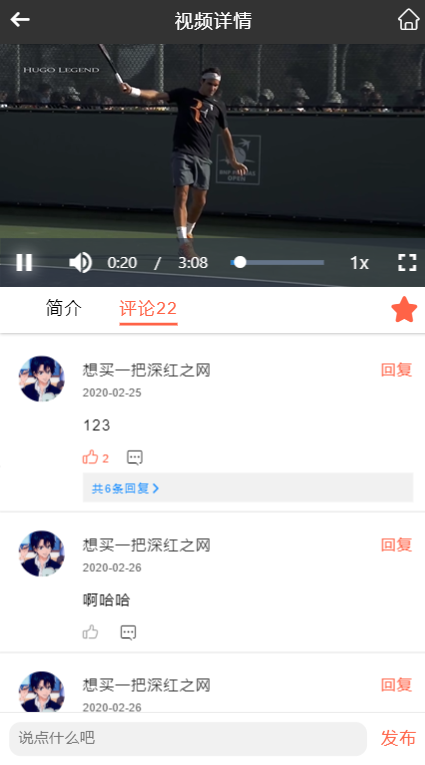 视频详情
HUGO LEGEND
BNP PARIBAS
OPEN
0:20 / 3:08 1x
简介 评论22
想买一把深红之网 回复
2020-02-25
123
2
共6条回复
想买一把深红之网 回复
2020-02-26
啊哈哈
想买一把深红之网 回复
2020-02-26
说点什么吧 发布